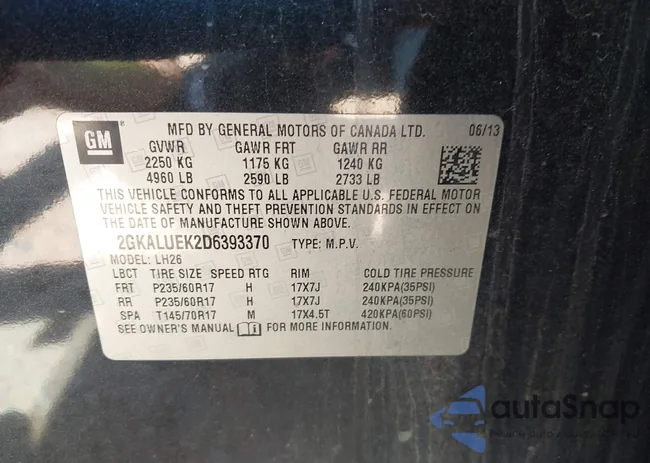 GM
MFD BY GENERAL MOTORS OF CANADA LTD. 06/13
GVWR GAWR FRT GAWR RR
2250 KG 1176 KG 1240 KG
4960 LB 2590 LB 2733 LB
THIS VEHICLE CONFORMS TO ALL APPLICABLE U.S. FEDERAL MOTOR
VEHICLE SAFETY AND THEFT PREVENTION STANDARDS IN EFFECT ON
THE DATE OF MANUFACTURE SHOWN ABOVE.
2GKALUEK2D6393370 TYPE: M.P.V.
MODEL: LH26
LBCT TIRE SIZE SPEED RTG RIM COLD TIRE PRESSURE
FRT P235/60R17 H 17X7J 240KPA(35PSI)
RR P235/60R17 H 17X7J 240KPA(35PSI)
SPA T145/70R17 M 17X4.5T 420KPA(60PSI)
SEE OWNER'S MANUAL FOR MORE INFORMATION.
autoSnap